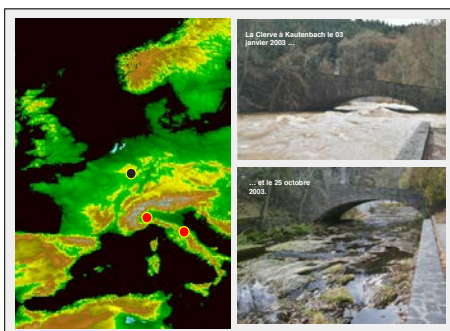 La Clerve à Kautenbach le 03
janvier 2003 ...
... et le 25 octobre
2003.